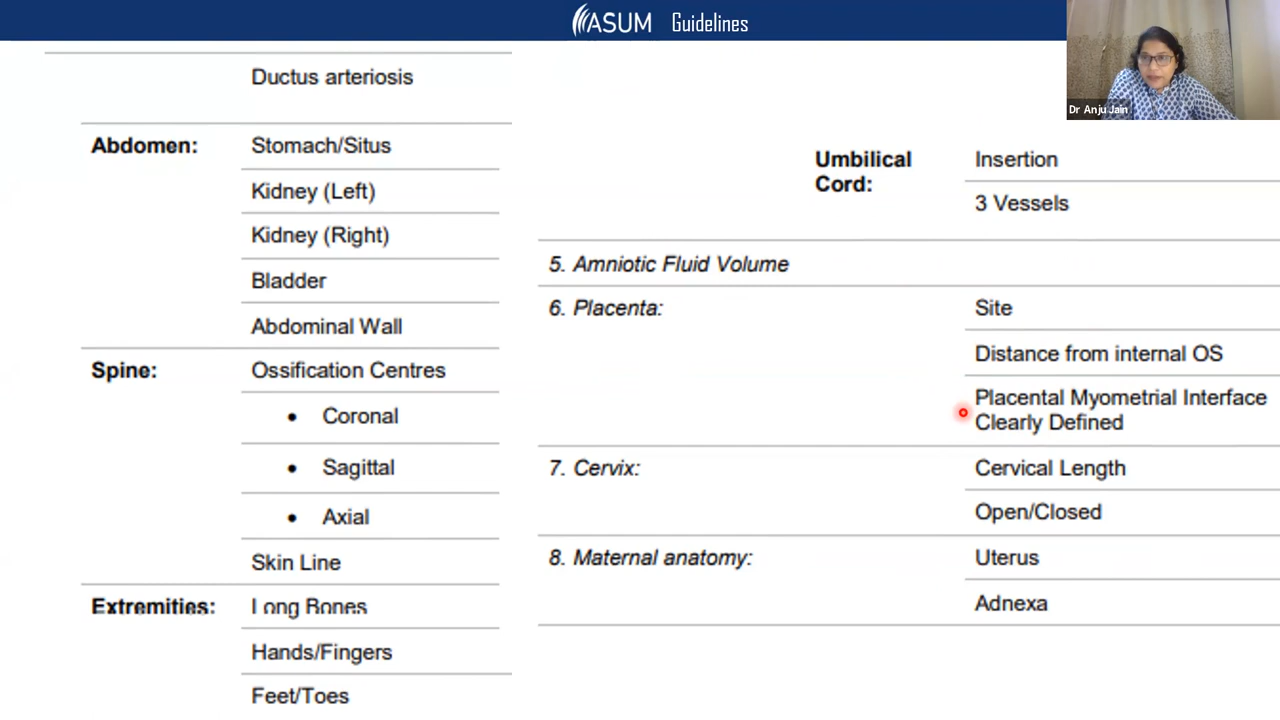 ASUM Guidelines
Dr Anju Jain
Ductus arteriosis
Abdomen: Stomach/Situs
Kidney (Left)
Kidney (Right)
Bladder
Abdominal Wall
Spine: Ossification Centres
• Coronal
• Sagittal
• Axial
Skin Line
Extremities: Long Bones
Hands/Fingers
Feet/Toes
Umbilical Insertion
Cord:
3 Vessels
5. Amniotic Fluid Volume
6. Placenta: Site
Distance from internal OS
Placental Myometrial Interface
Clearly Defined
7. Cervix: Cervical Length
Open/Closed
8. Maternal anatomy: Uterus
Adnexa